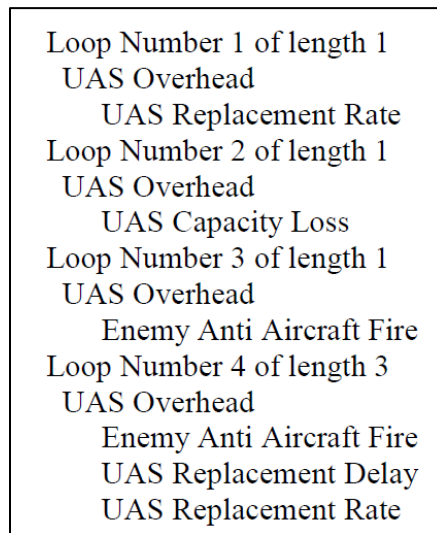 Loop Number 1 of length 1
UAS Overhead
UAS Replacement Rate
Loop Number 2 of length 1
UAS Overhead
UAS Capacity Loss
Loop Number 3 of length 1
UAS Overhead
Enemy Anti Aircraft Fire
Loop Number 4 of length 3
UAS Overhead
Enemy Anti Aircraft Fire
UAS Replacement Delay
UAS Replacement Rate